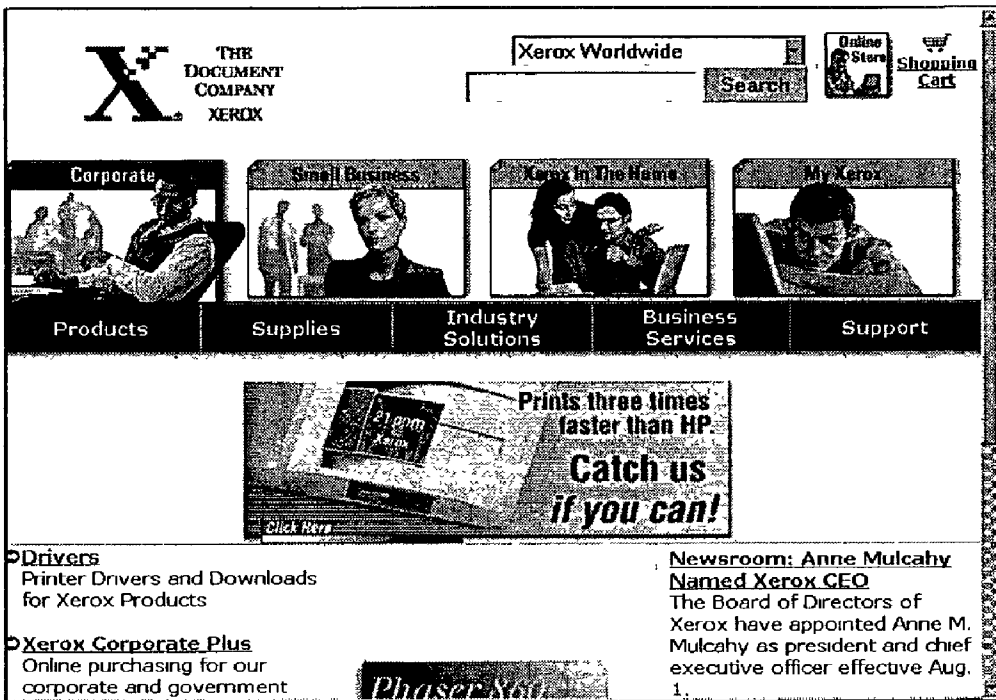 THE
DOCUMENT
COMPANY
XEROX
Xerox Worldwide
Search
Online
Store
Shopping
Cart
Corporate
Small Business
Xerox In The Home
My Xerox
Products
Supplies
Industry
Solutions
Business
Services
Support
Prints three times
faster than HP.
Catch us
if you can!
Click Here
Drivers
Printer Drivers and Downloads
for Xerox Products
Xerox Corporate Plus
Online purchasing for our
corporate and government
Phaser
Newsroom: Anne Mulcahy
Named Xerox CEO
The Board of Directors of
Xerox have appointed Anne M.
Mulcahy as president and chief
executive officer effective Aug.
1.